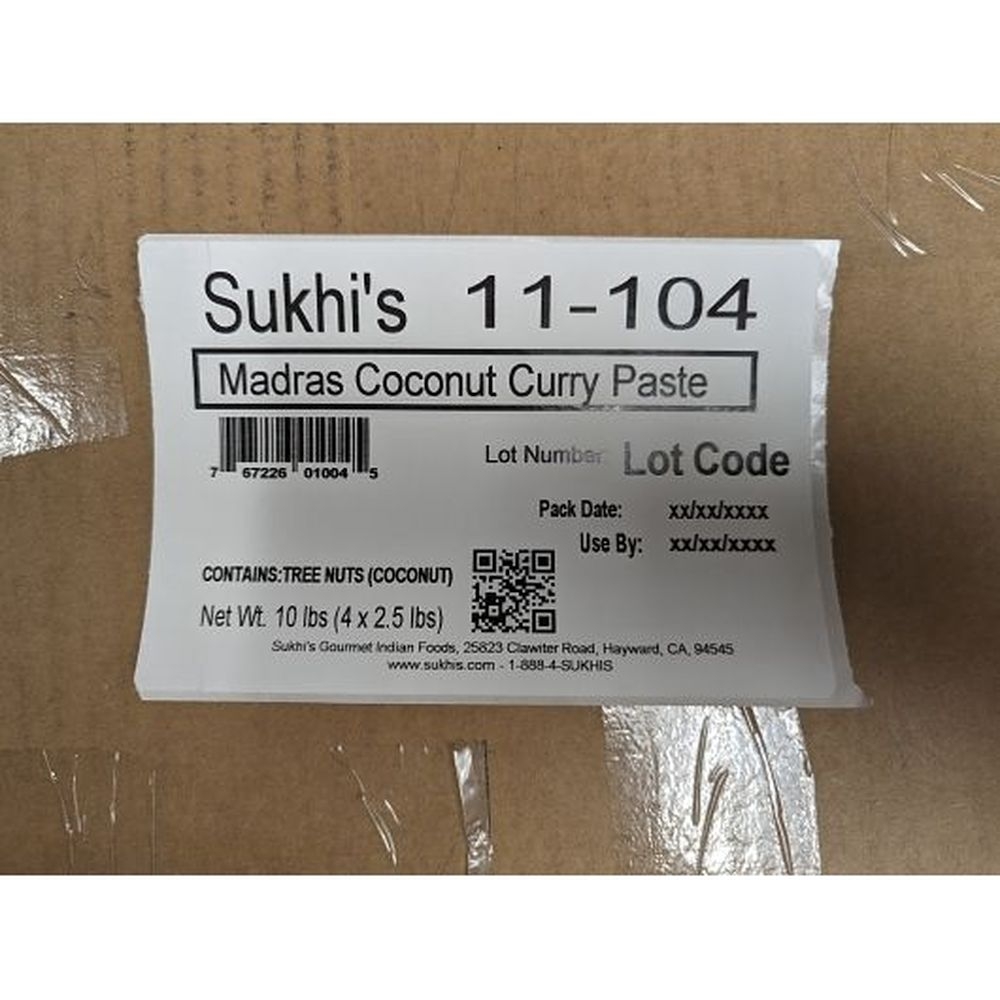 Sukhi's 11-104
Madras Coconut Curry Paste
7 67226 01004 5
Lot Number: Lot Code
Pack Date: xx/xx/xxxx
Use By: xx/xx/xxxx
CONTAINS:TREE NUTS (COCONUT)
Net Wt. 10 lbs (4 x 2.5 lbs)
Sukhi's Gourmet Indian Foods, 25823 Clawiter Road, Hayward, CA, 94545
www.sukhis.com - 1-888-4-SUKHIS